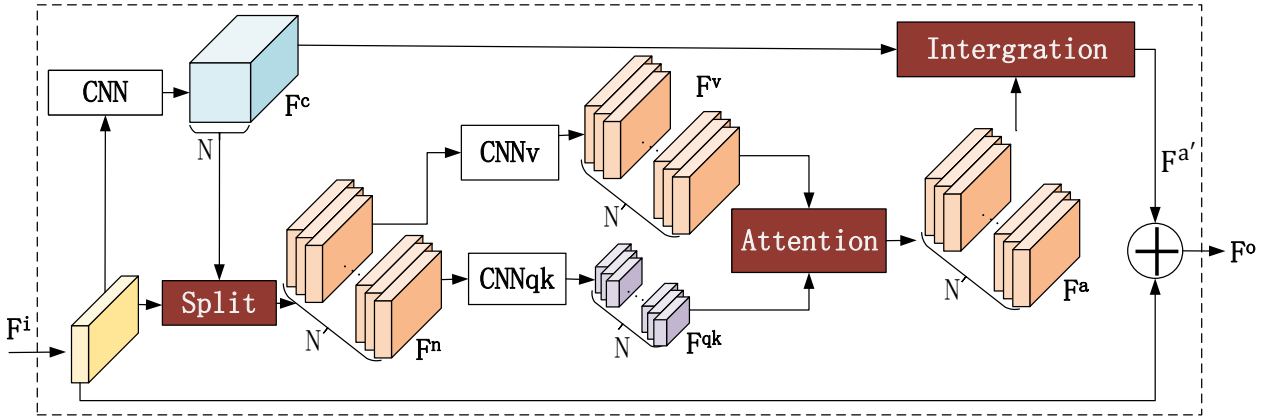 Intergration
CNN
F^c
F^v
N
CNNv
F^a′
N
Attention
F^o
CNNqk
Split
F^i
N
F^n
N
F^qk
N
F^a